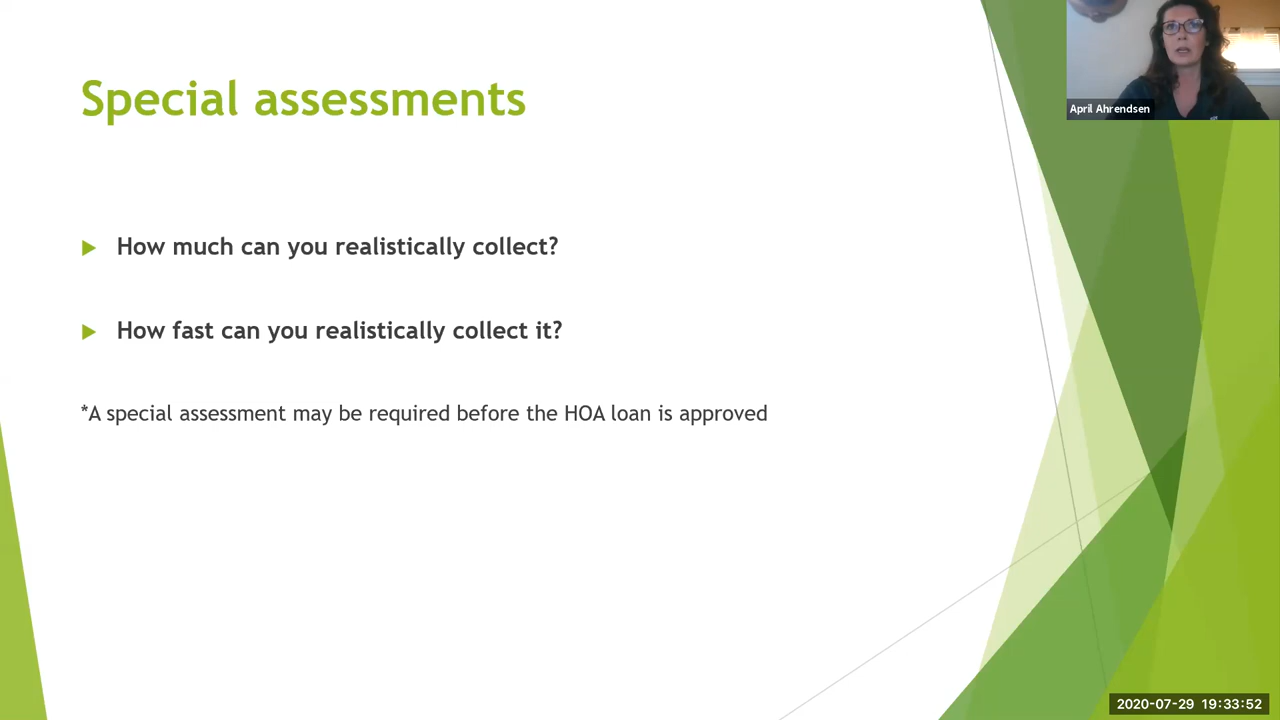 Special assessments
How much can you realistically collect?
How fast can you realistically collect it?
*A special assessment may be required before the HOA loan is approved
April Ahrendsen
2020-07-29 19:33:52